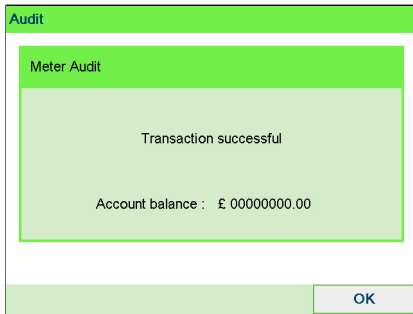 Audit
Meter Audit
Transaction successful
Account balance : £ 00000000.00
OK